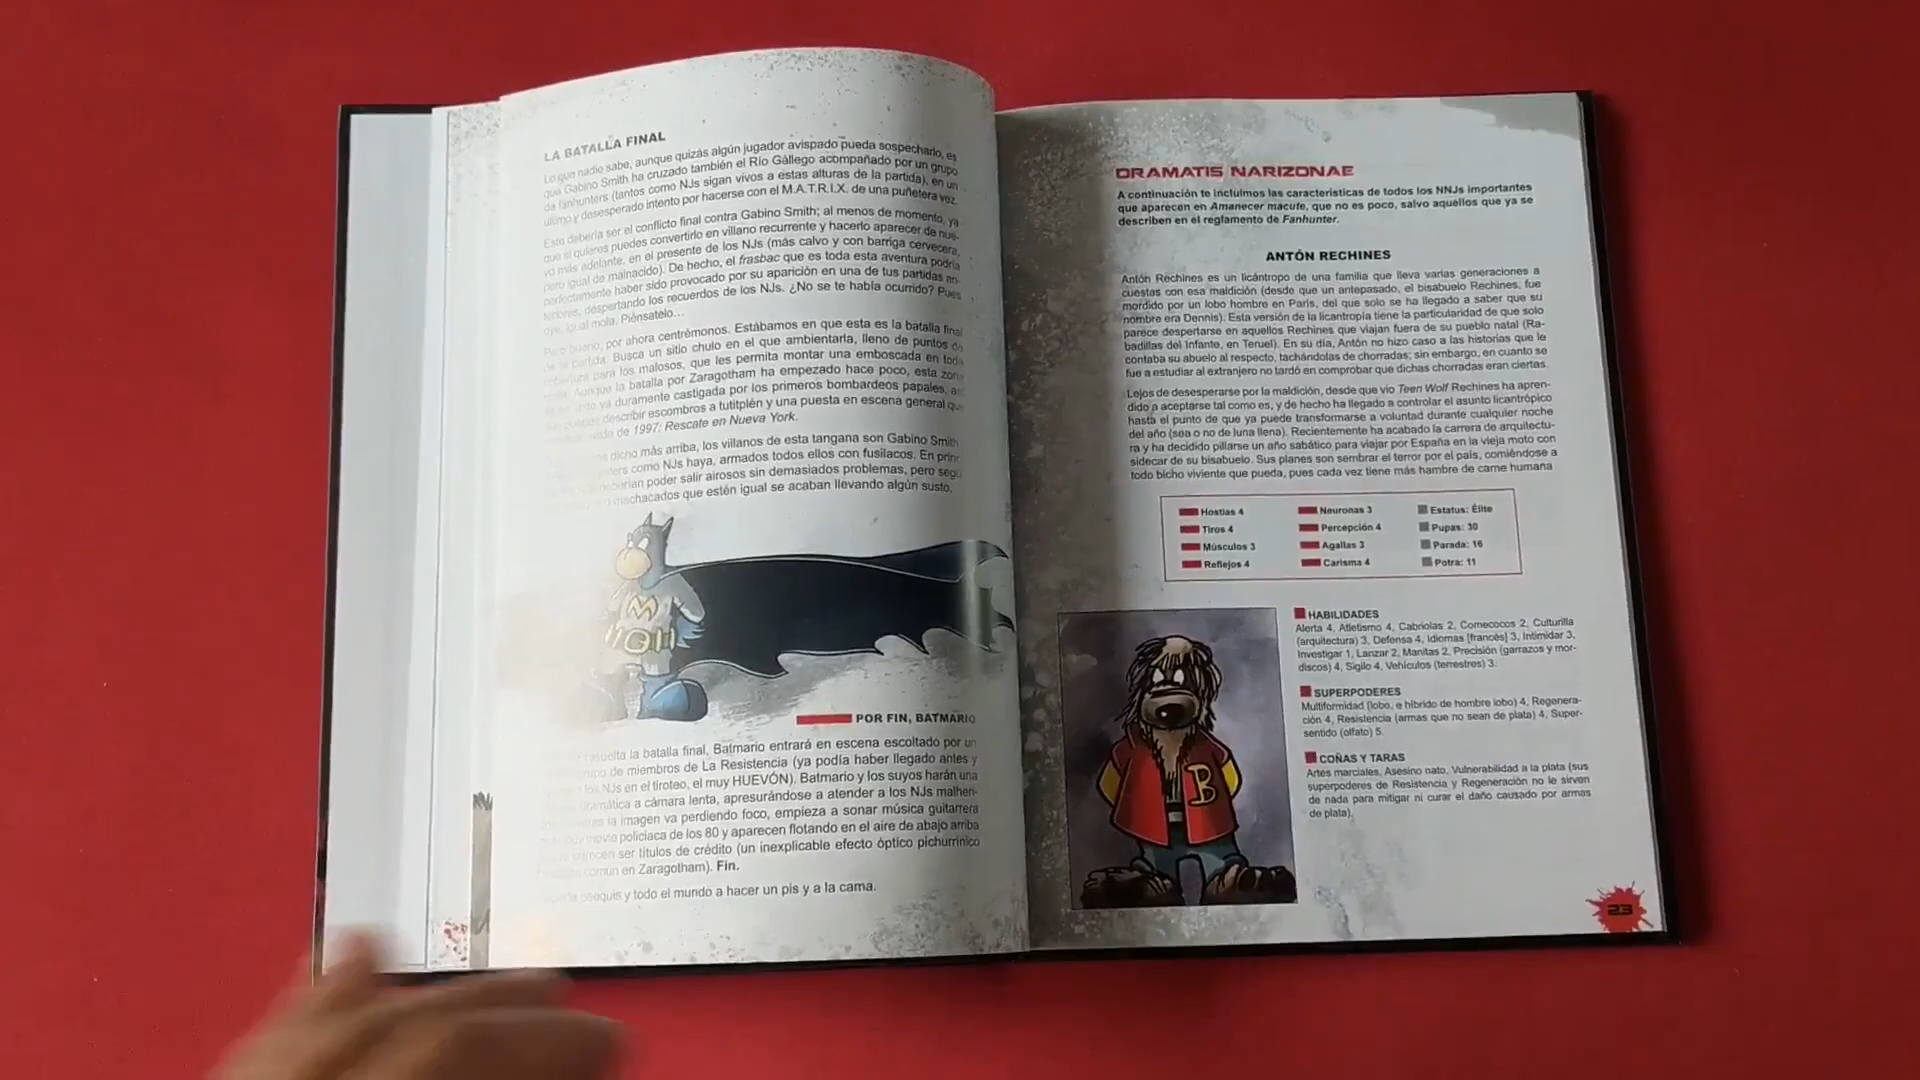 LA BATALLA FINAL
Lo que nadie sabe, aunque quizás algún jugador avispado pueda sospecharlo, es
que Gabino Smith ha cruzado también el Río Gállego acompañado por un grupo
de fanhunters (tantos como NJs sigan vivos a estas alturas de la partida), en un
último y desesperado intento por hacerse con el M.A.T.R.I.X. de una puñetera vez.
Esto debería ser el conflicto final contra Gabino Smith; al menos de momento, ya
que si quieres puedes convertirlo en villano recurrente y hacerlo aparecer de nue-
vo más adelante, en el presente de los NJs (más calvo y con barriga cervecera,
pero igual de malnacido). De hecho, el frasbac que es toda esta aventura podría
perfectamente haber sido provocado por su aparición en una de tus partidas an-
teriores, despertando los recuerdos de los NJs. ¿No se te había ocurrido? Pues
oye, igual mola. Piénsatelo…
Pero bueno, por ahora centrémonos. Estábamos en que esta es la batalla final
de la partida. Busca un sitio chulo en el que ambientarla, lleno de puntos de
cobertura para los malosos, que les permita montar una emboscada en toda
Aunque la batalla por Zaragotham ha empezado hace poco, esta zona
ya duramente castigada por los primeros bombardeos papales, así
puedes describir escombros a tutitplén y una puesta en escena general que
de 1997: Rescate en Nueva York.
dicho más arriba, los villanos de esta tangana son Gabino Smith
como NJs haya, armados todos ellos con fusilacos. En princ
deberían poder salir airosos sin demasiados problemas, pero segú
machacados que estén igual se acaban llevando algún susto.
M
POR FIN, BATMARIO
la batalla final, Batmario entrará en escena escoltado por un
grupo de miembros de La Resistencia (ya podía haber llegado antes y
los NJs en el tiroteo, el muy HUEVÓN). Batmario y los suyos harán una
dramática a cámara lenta, apresurándose a atender a los NJs malheri-
la imagen va perdiendo foco, empieza a sonar música guitarrera
movie policiaca de los 80 y aparecen flotando en el aire de abajo arriba
ser títulos de crédito (un inexplicable efecto óptico pichurrínico
común en Zaragotham). Fin.
y todo el mundo a hacer un pis y a la cama.
DRAMATIS NARIZONAE
A continuación te incluimos las características de todos los NNJs importantes
que aparecen en Amanecer macute, que no es poco, salvo aquellos que ya se
describen en el reglamento de Fanhunter.
ANTÓN RECHINES
Antón Rechines es un licántropo de una familia que lleva varias generaciones a
cuestas con esa maldición (desde que un antepasado, el bisabuelo Rechines, fue
mordido por un lobo hombre en París, del que solo se ha llegado a saber que su
nombre era Dennis). Esta versión de la licantropía tiene la particularidad de que solo
parece despertarse en aquellos Rechines que viajan fuera de su pueblo natal (Ra-
badillas del Infante, en Teruel). En su día, Antón no hizo caso a las historias que le
contaba su abuelo al respecto, tachándolas de chorradas; sin embargo, en cuanto se
fue a estudiar al extranjero no tardó en comprobar que dichas chorradas eran ciertas.
Lejos de desesperarse por la maldición, desde que vio Teen Wolf Rechines ha apren-
dido a aceptarse tal como es, y de hecho ha llegado a controlar el asunto licantrópico
hasta el punto de que ya puede transformarse a voluntad durante cualquier noche
del año (sea o no de luna llena). Recientemente ha acabado la carrera de arquitectu-
ra y ha decidido pillarse un año sabático para viajar por España en la vieja moto con
sidecar de su bisabuelo. Sus planes son sembrar el terror por el país, comiéndose a
todo bicho viviente que pueda, pues cada vez tiene más hambre de carne humana
Hostias 4 Neuronas 3 Estatus: Élite
Tiros 4 Percepción 4 Pupas: 30
Músculos 3 Agallas 3 Parada: 16
Reflejos 4 Carisma 4 Potra: 11
B
HABILIDADES
Alerta 4, Atletismo 4, Cabriolas 2, Comecocos 2, Culturilla
(arquitectura) 3, Defensa 4, Idiomas [francés] 3, Intimidar 3,
Investigar 1, Lanzar 2, Manitas 2, Precisión (garrazos y mor-
discos) 4, Sigilo 4, Vehículos (terrestres) 3.
SUPERPODERES
Multiformidad (lobo, e híbrido de hombre lobo) 4, Regenera-
ción 4, Resistencia (armas que no sean de plata) 4, Super-
sentido (olfato) 5.
COÑAS Y TARAS
Artes marciales, Asesino nato, Vulnerabilidad a la plata (sus
superpoderes de Resistencia y Regeneración no le sirven
de nada para mitigar ni curar el daño causado por armas
de plata).
23